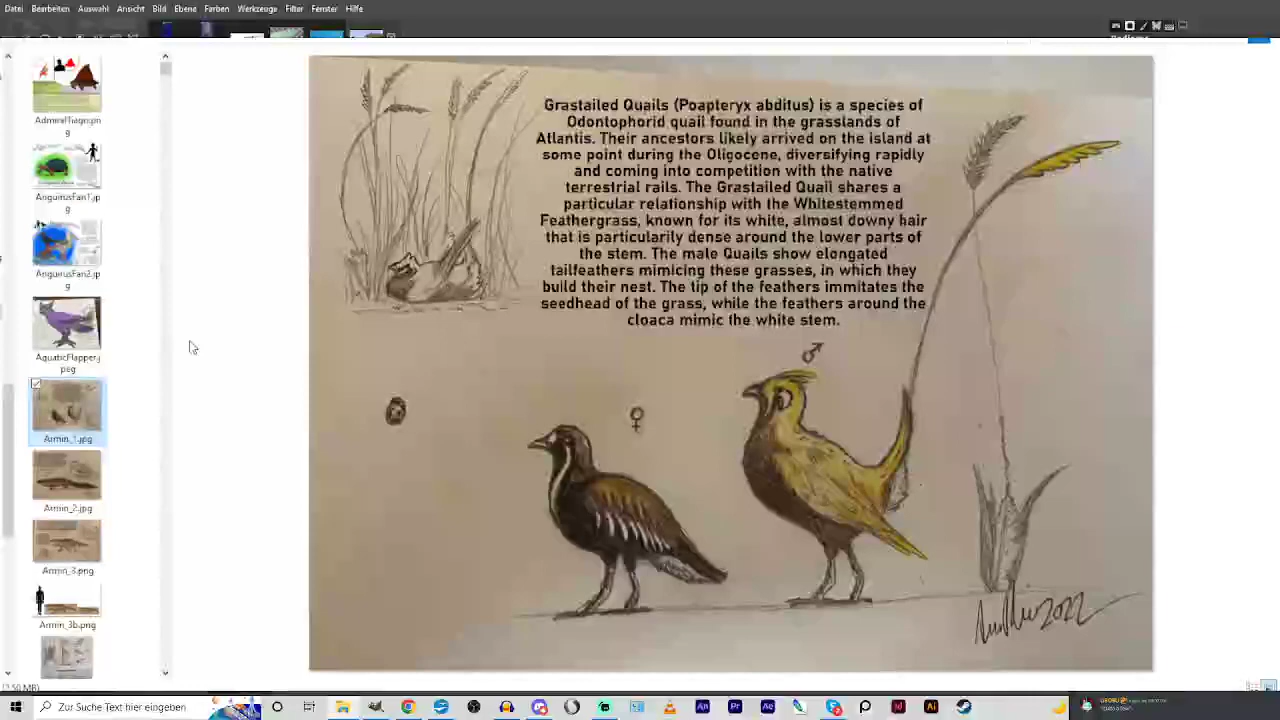 Datei Bearbeiten Auswahl Ansicht Bild Ebene Farben Werkzeuge Filter Fenster Hilfe
AnguirusFan1.jp
g
AnguirusFan2.jp
g
AquaticFlapper.j
peg
Armin_1.jpg
Armin_2.jpg
Armin_3.png
Armin_3b.png
Grastailed Quails (Poapteryx abditus) is a species of
Odontophorid quail found in the grasslands of
Atlantis. Their ancestors likely arrived on the island at
some point during the Oligocene, diversifying rapidly
and coming into competition with the native
terrestrial rails. The Grastailed Quail shares a
particular relationship with the Whitestemmed
Feathergrass, known for its white, almost downy hair
that is particularily dense around the lower parts of
the stem. The male Quails show elongated
tailfeathers mimicing these grasses, in which they
build their nest. The tip of the feathers immitates the
seedhead of the grass, while the feathers around the
cloaca mimic the white stem.
♂
♀
2022
Zur Suche Text hier eingeben